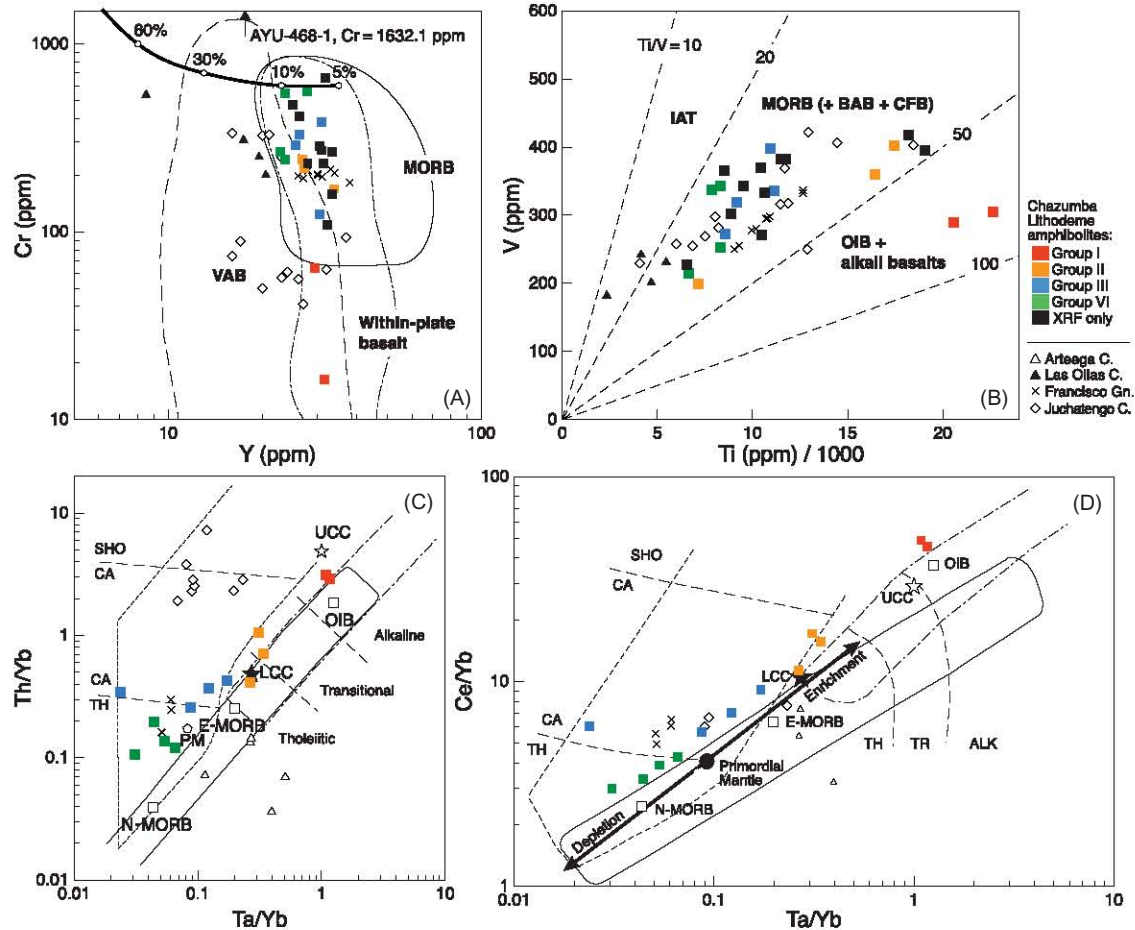 1000
100
10
Cr (ppm)
60%
30%
10%
5%
AYU-468-1, Cr = 1632.1 ppm
MORB
VAB
Within-plate
basalt
(A)
10
100
Y (ppm)
600
500
400
300
200
100
0
V (ppm)
Ti/V = 10
20
IAT
MORB (+ BAB + CFB)
50
OIB +
alkali basalts
100
(B)
0
5
10
15
20
Ti (ppm) / 1000
Chazumba
Lithodeme
amphibolites:
Group I
Group II
Group III
Group VI
XRF only
Arteaga C.
Las Ollas C.
Francisco Gn.
Juchatengo C.
10
1
0.1
0.01
Th/Yb
(C)
SHO
CA
UCC
OIB
Alkaline
LCC
Transitional
CA
TH
E-MORB
PM
Tholeiitic
N-MORB
0.01
0.1
1
10
Ta/Yb
100
10
1
Ce/Yb
(D)
SHO
CA
OIB
UCC
LCC
Enrichment
CA
TH
E-MORB
TH
TR
ALK
Primordial
Mantle
N-MORB
Depletion
0.01
0.1
1
10
Ta/Yb